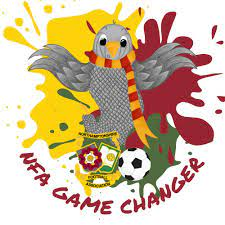 NORTHAMPTONSHIRE
FOOTBALL
ASSOCIATION
NFA GAME CHANGER